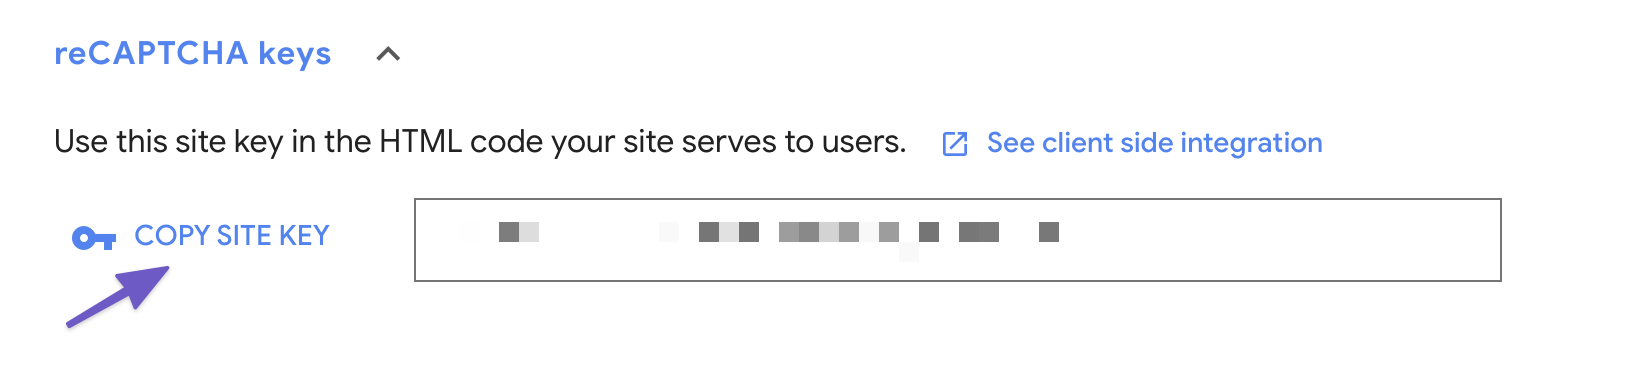 reCAPTCHA keys
Use this site key in the HTML code your site serves to users. See client side integration
COPY SITE KEY